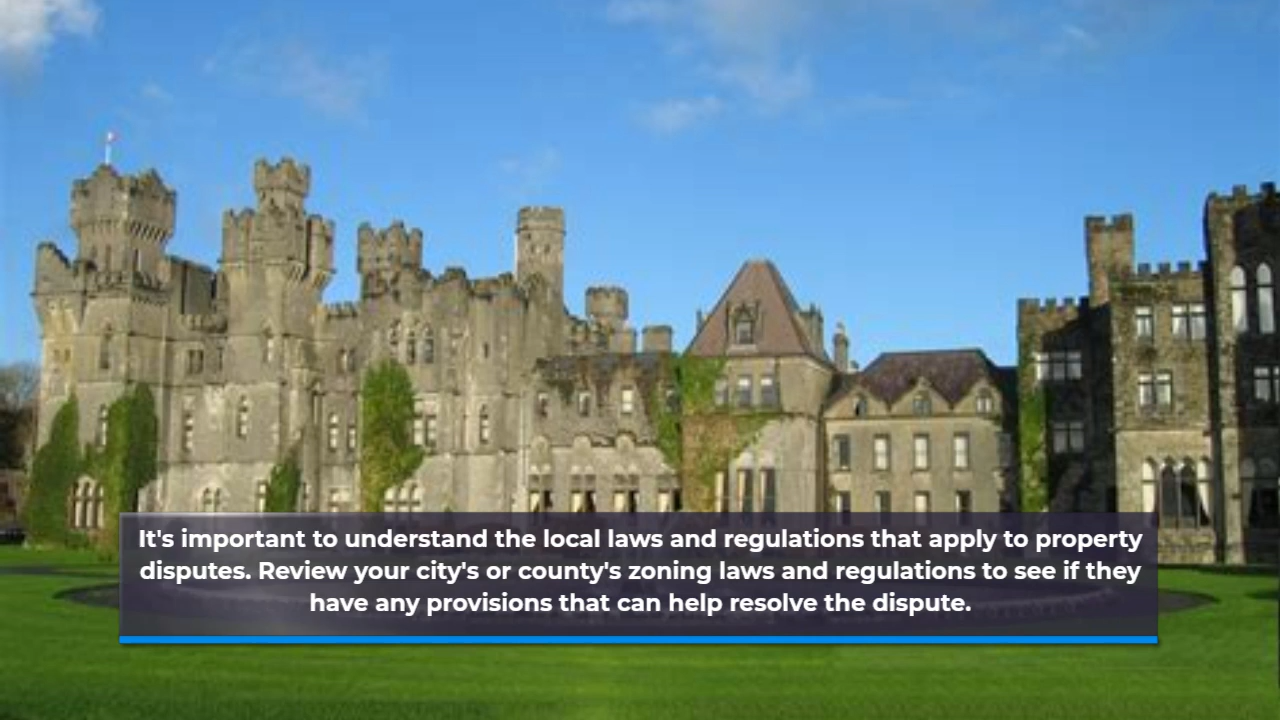 It's important to understand the local laws and regulations that apply to property
disputes. Review your city's or county's zoning laws and regulations to see if they
have any provisions that can help resolve the dispute.